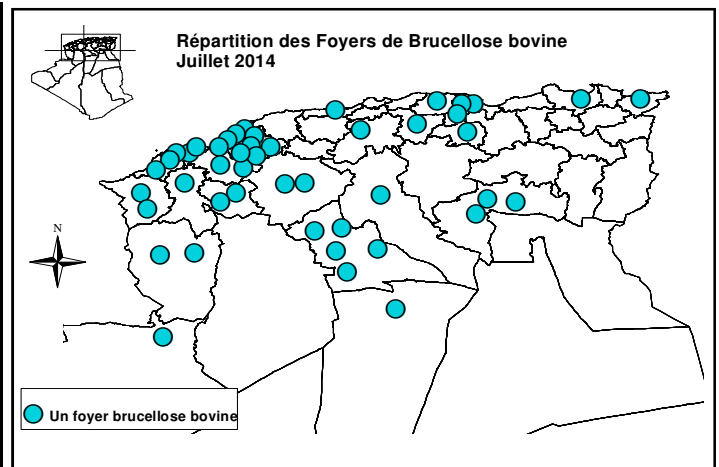 Répartition des Foyers de Brucellose bovine
Juillet 2014
N
Un foyer brucellose bovine